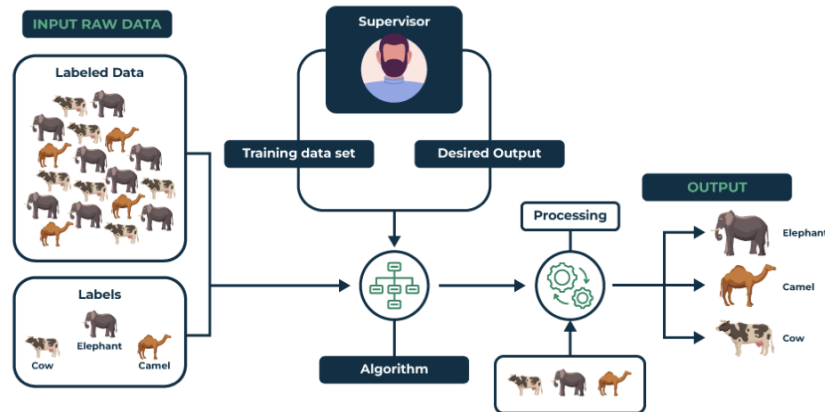 INPUT RAW DATA
Labeled Data
Labels
Elephant
Cow
Camel
Supervisor
Training data set
Desired Output
Algorithm
Processing
OUTPUT
Elephant
Camel
Cow